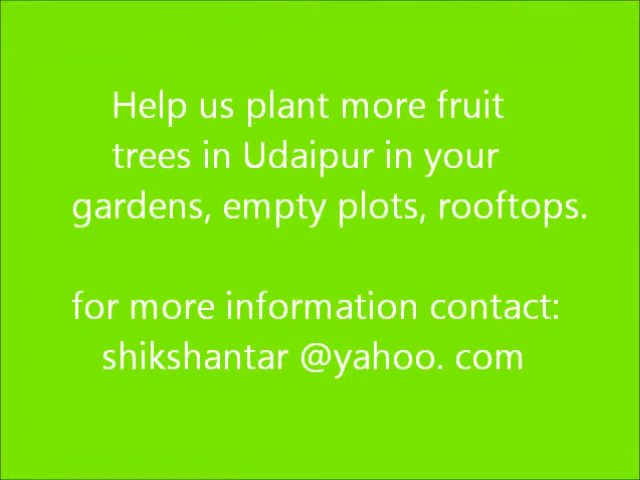 Help us plant more fruit
trees in Udaipur in your
gardens, empty plots, rooftops.
for more information contact:
shikshantar @yahoo. com